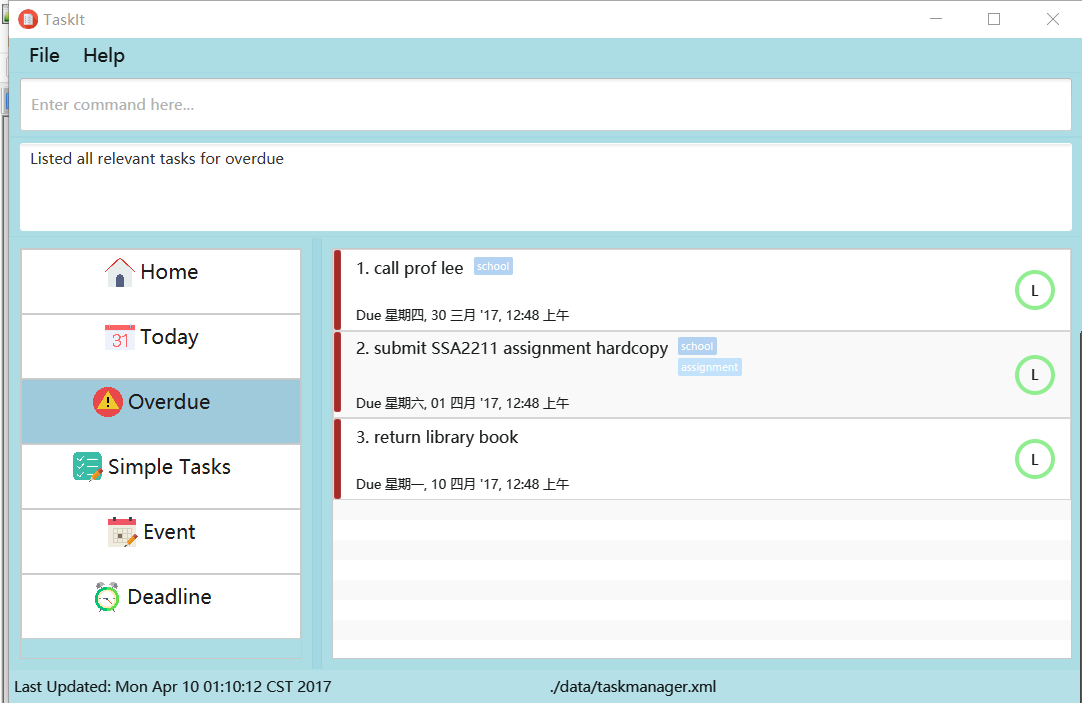 TaskIt
File Help
Enter command here...
Listed all relevant tasks for overdue
Home
31 Today
Overdue
Simple Tasks
Event
Deadline
1. call prof lee school
L
Due 星期四, 30 三月 '17, 12:48 上午
2. submit SSA2211 assignment hardcopy school
assignment
L
Due 星期六, 01 四月 '17, 12:48 上午
3. return library book
L
Due 星期一, 10 四月 '17, 12:48 上午
Last Updated: Mon Apr 10 01:10:12 CST 2017 ./data/taskmanager.xml